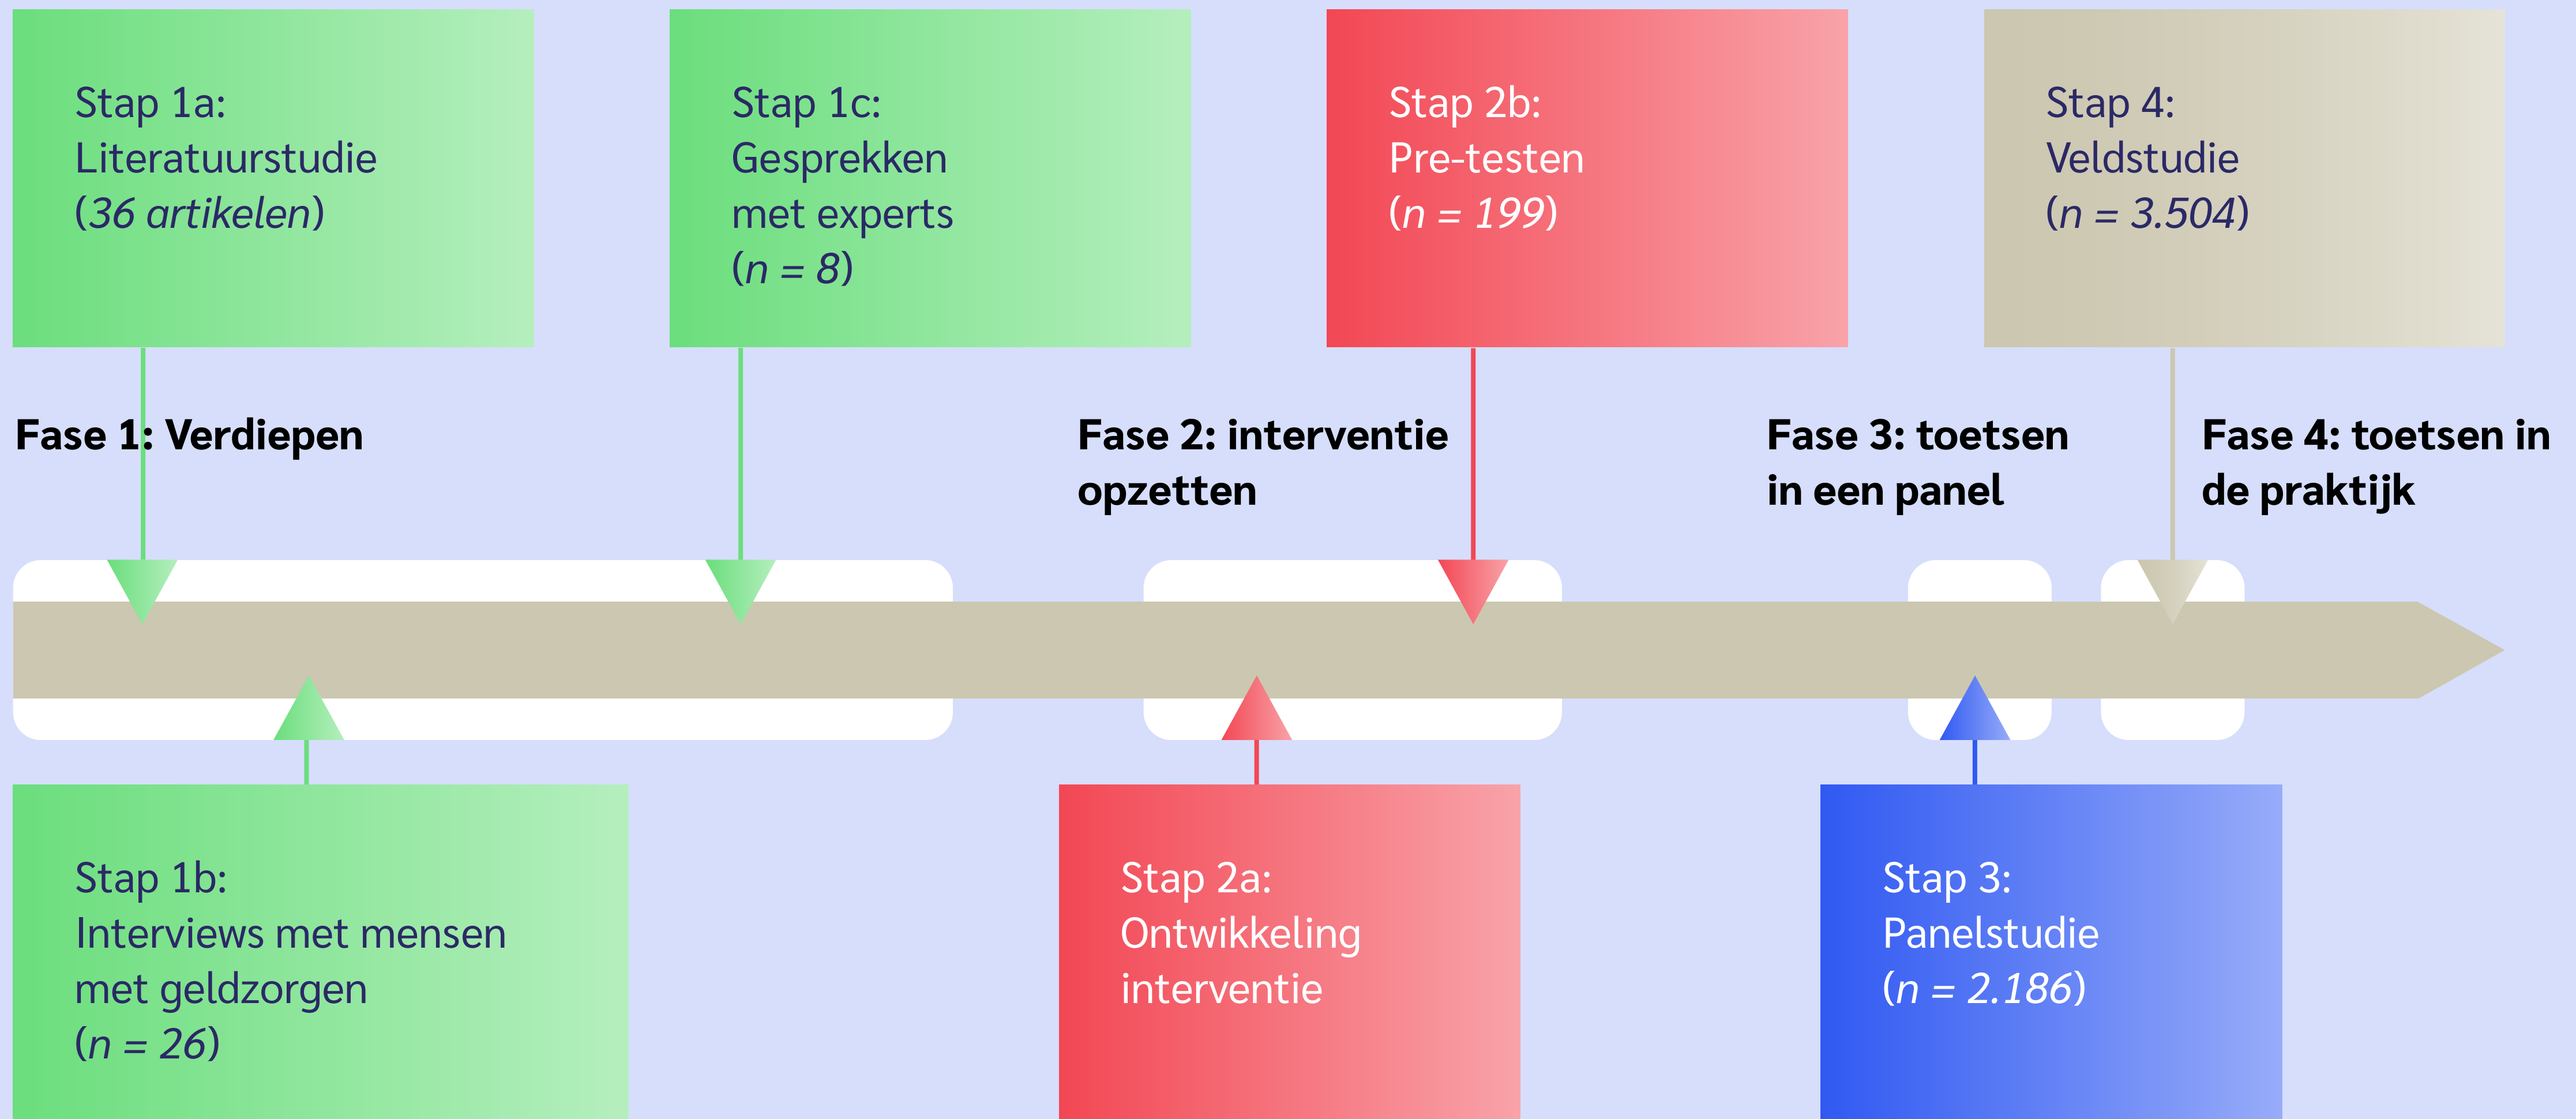 Stap 1a:
Literatuurstudie
(36 artikelen)
Stap 1c:
Gesprekken
met experts
(n = 8)
Stap 2b:
Pre-testen
(n = 199)
Stap 4:
Veldstudie
(n = 3.504)
Fase 1: Verdiepen
Fase 2: interventie
opzetten
Fase 3: toetsen
in een panel
Fase 4: toetsen in
de praktijk
Stap 1b:
Interviews met mensen
met geldzorgen
(n = 26)
Stap 2a:
Ontwikkeling
interventie
Stap 3:
Panelstudie
(n = 2.186)